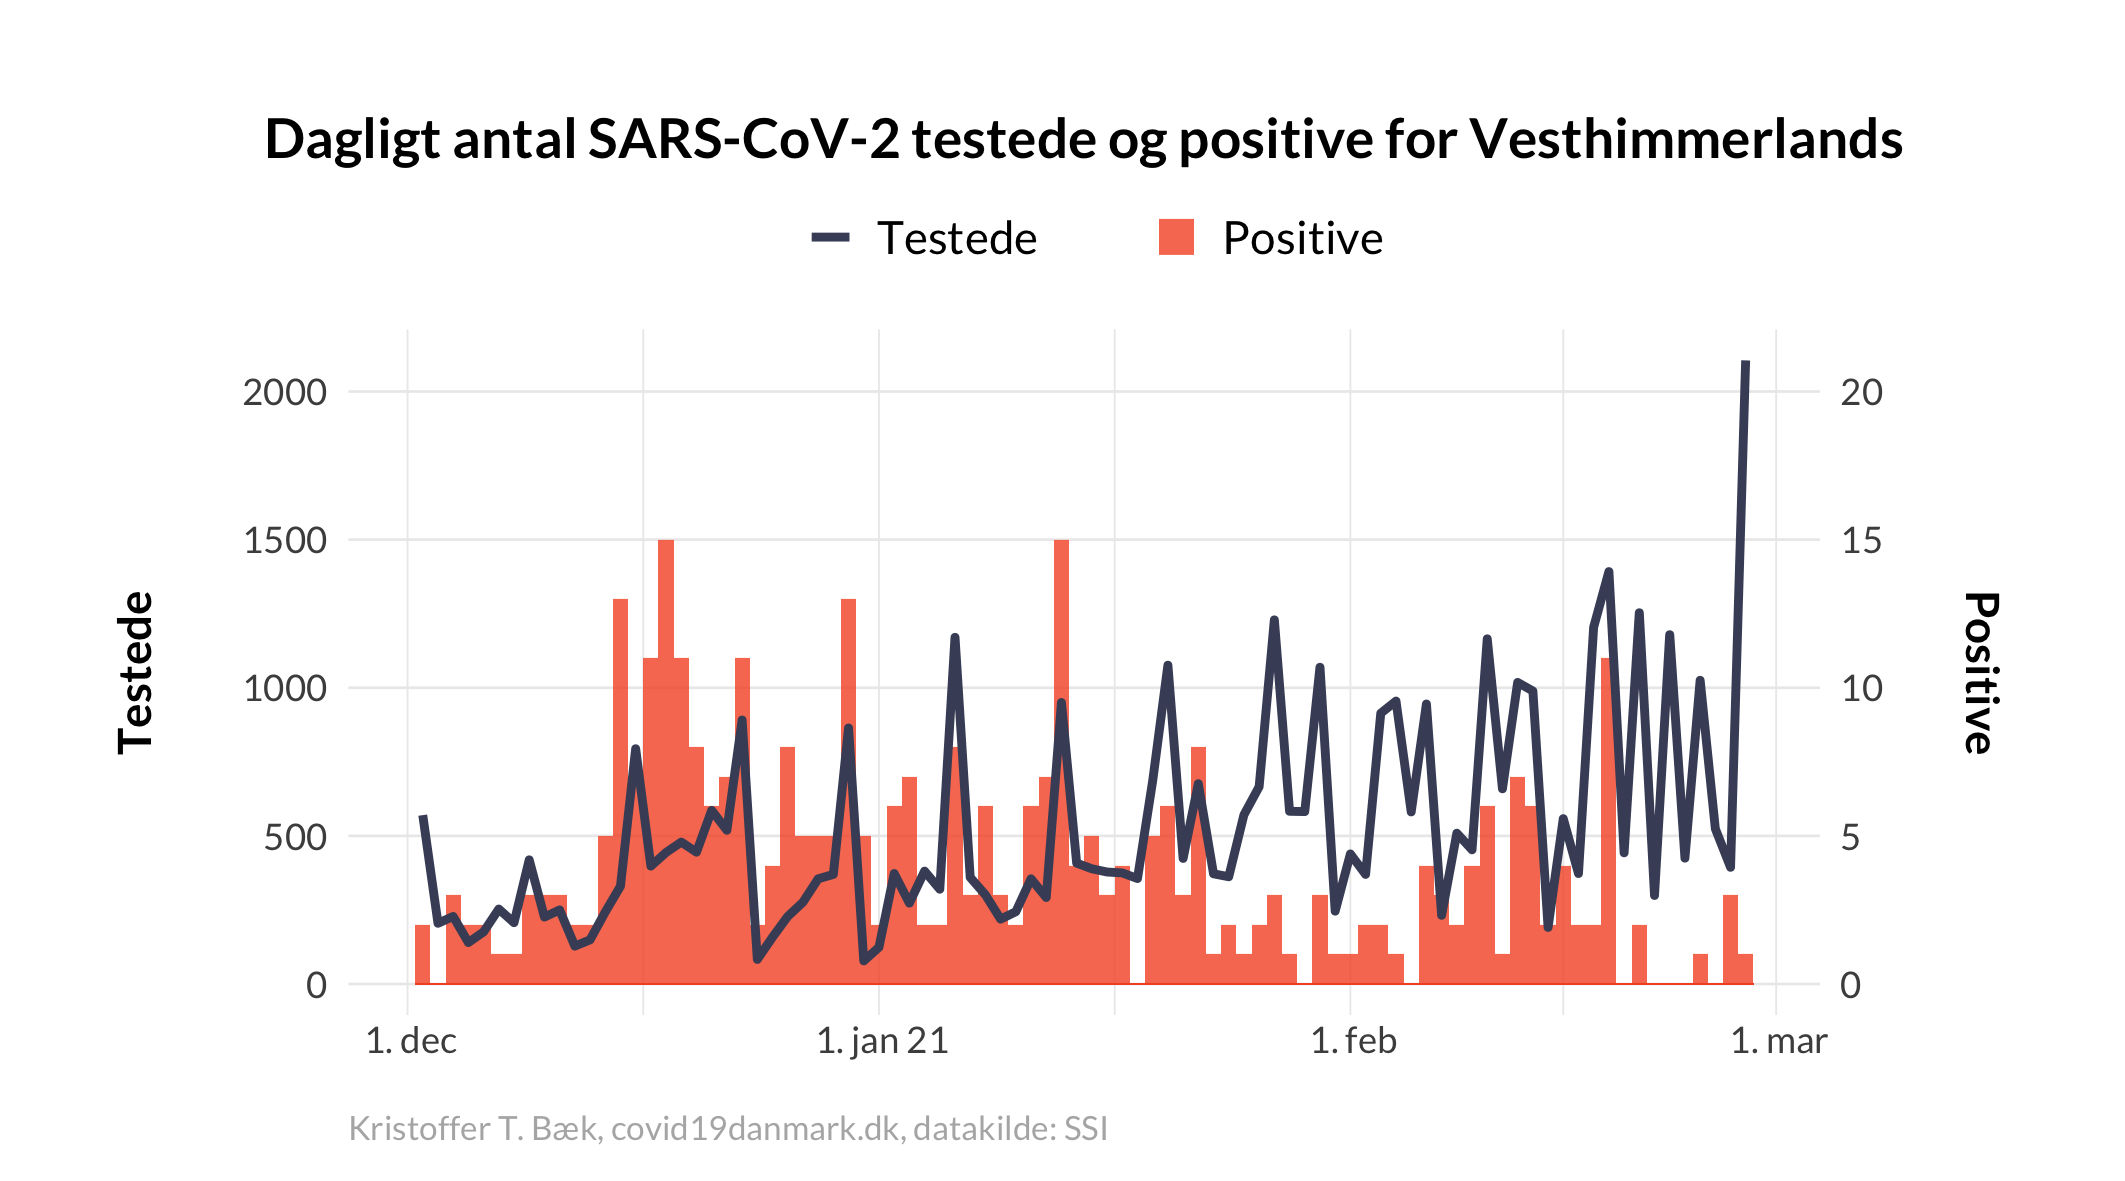 Dagligt antal SARS-CoV-2 testede og positive for Vesthimmerlands
Testede
Positive
2000
1500
1000
500
0
20
15
10
5
0
Testede
Positive
1. dec
1. jan 21
1. feb
1. mar
Kristoffer T. Bæk, covid19danmark.dk, datakilde: SSI